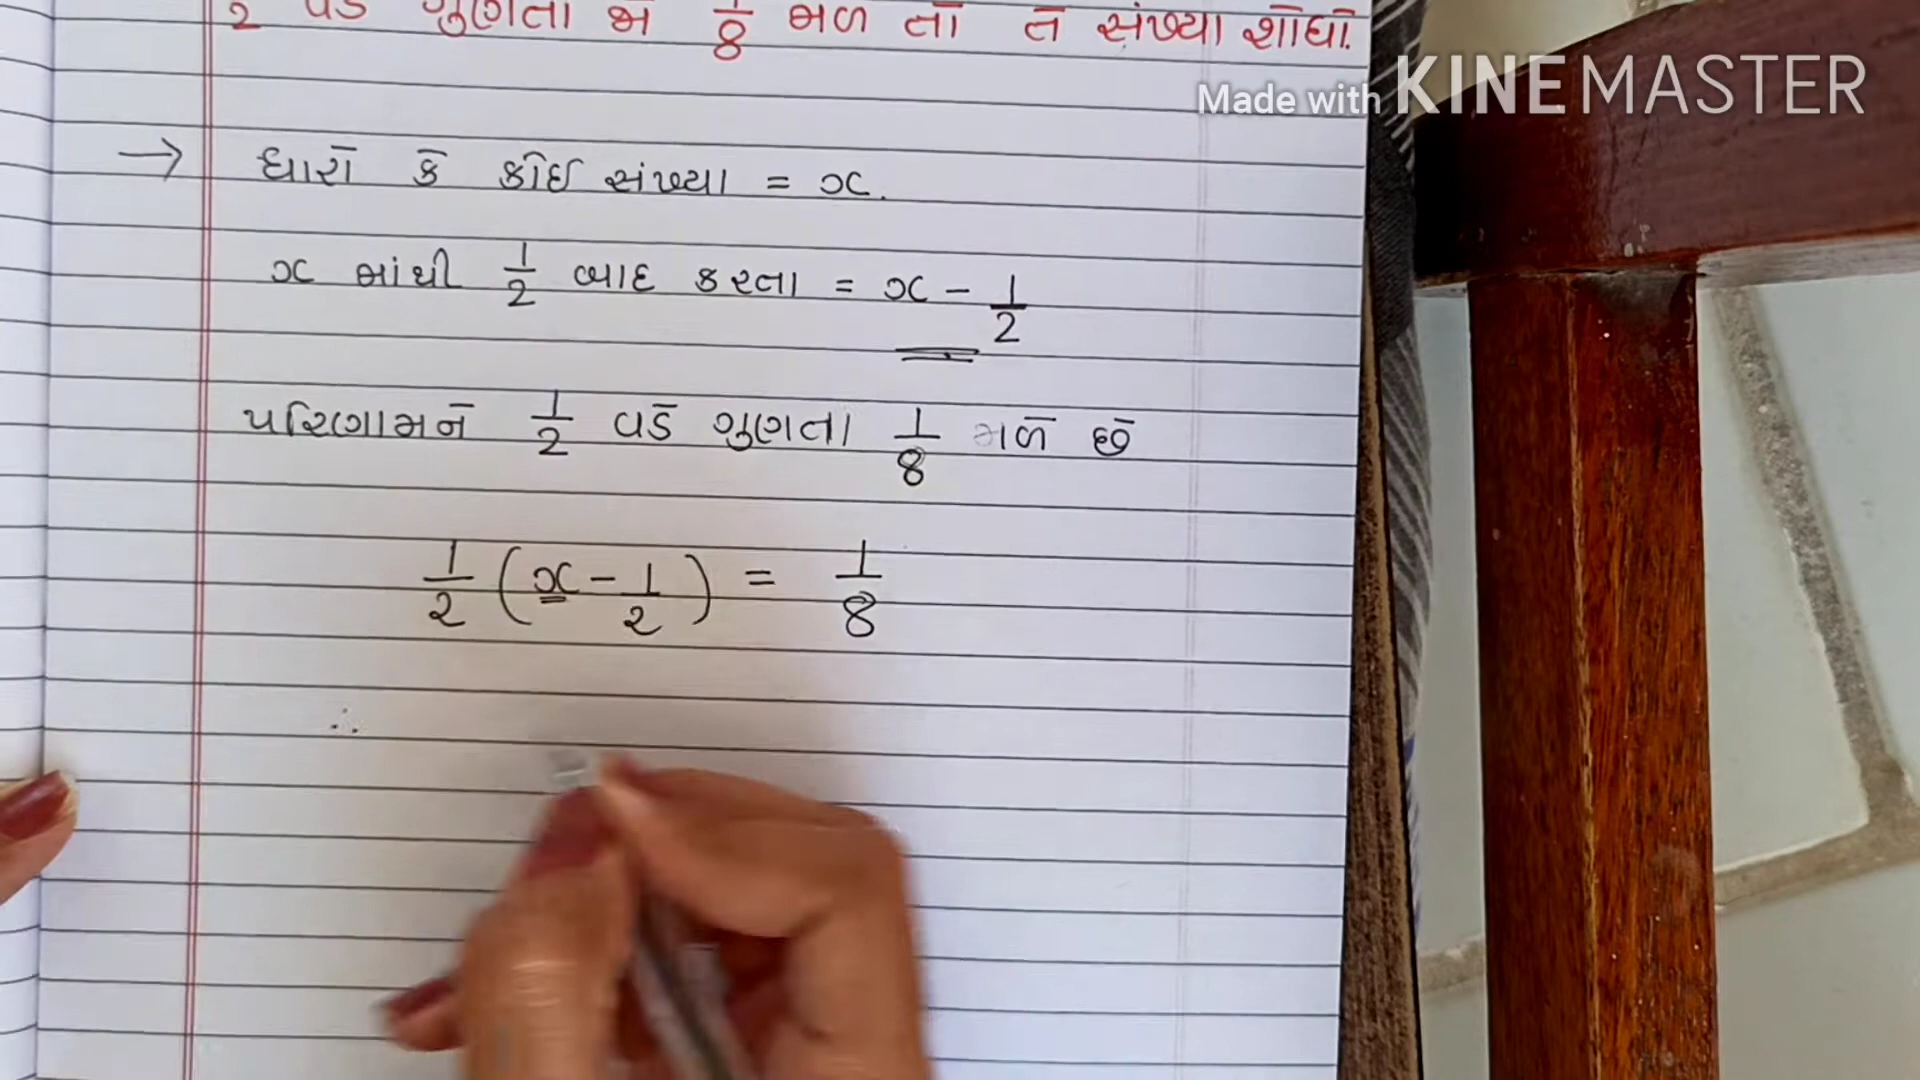 2 વડે ગુણતા જો 1/8 મળે તો તે સંખ્યા શોધો.
Made with KINEMASTER
→ ધારો કે કોઈ સંખ્યા = x.
x માંથી 1/2 બાદ કરતા = x - 1/2
પરિણામને 1/2 વડે ગુણતા 1/8 મળે છે
1/2 (x - 1/2) = 1/8
∴